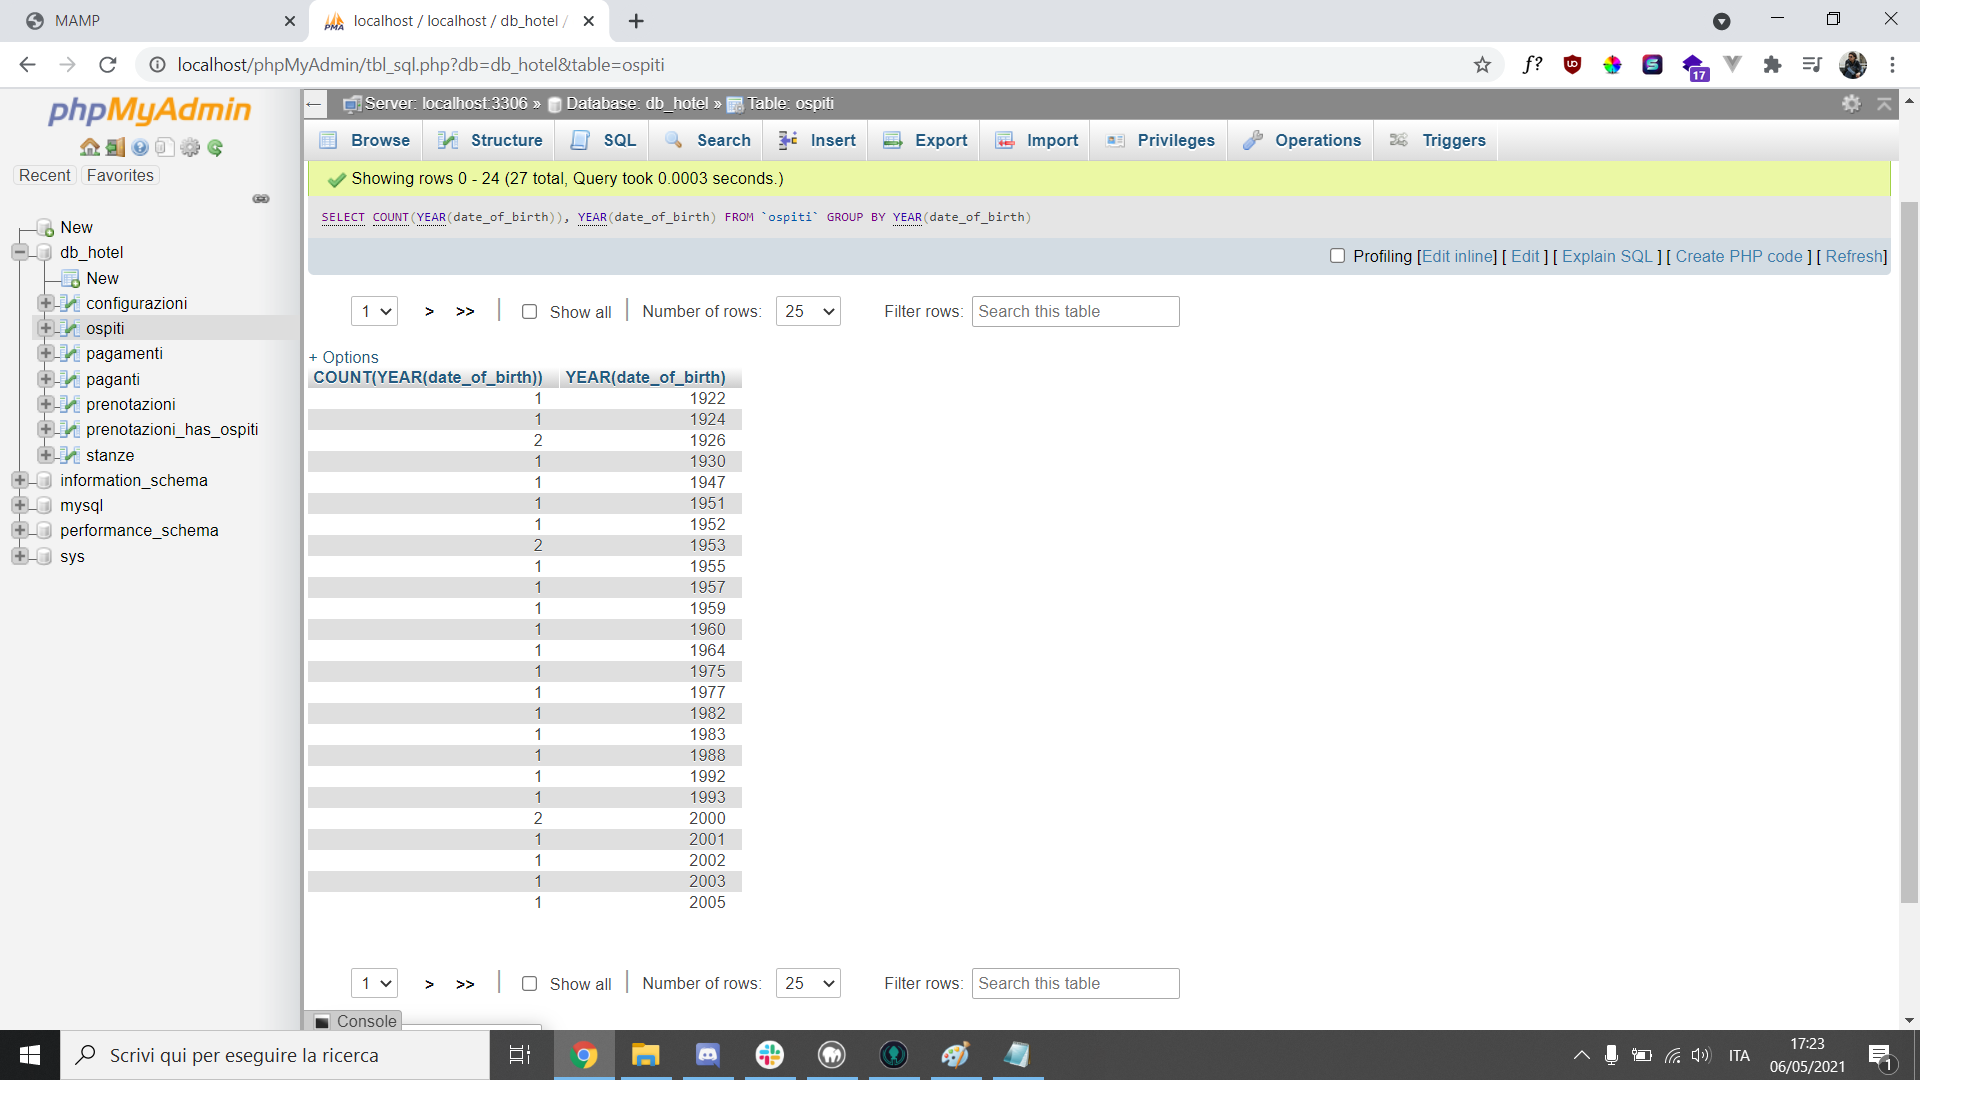 MAMP
localhost / localhost / db_hotel /
localhost/phpMyAdmin/tbl_sql.php?db=db_hotel&table=ospiti
f?
17
phpMyAdmin
Recent Favorites
New
db_hotel
New
configurazioni
ospiti
pagamenti
paganti
prenotazioni
prenotazioni_has_ospiti
stanze
information_schema
mysql
performance_schema
sys
Server: localhost:3306 » Database: db_hotel » Table: ospiti
Browse Structure SQL Search Insert Export Import Privileges Operations Triggers
Showing rows 0 - 24 (27 total, Query took 0.0003 seconds.)
SELECT COUNT(YEAR(date_of_birth)), YEAR(date_of_birth) FROM `ospiti` GROUP BY YEAR(date_of_birth)
Profiling [Edit inline] [ Edit ] [ Explain SQL ] [ Create PHP code ] [ Refresh]
1 > >> Show all Number of rows: 25 Filter rows: Search this table
+ Options
COUNT(YEAR(date_of_birth)) YEAR(date_of_birth)
1 1922
1 1924
2 1926
1 1930
1 1947
1 1951
1 1952
2 1953
1 1955
1 1957
1 1959
1 1960
1 1964
1 1975
1 1977
1 1982
1 1983
1 1988
1 1992
1 1993
2 2000
1 2001
1 2002
1 2003
1 2005
1 > >> Show all Number of rows: 25 Filter rows: Search this table
Console
Scrivi qui per eseguire la ricerca
ITA
17:23
06/05/2021
1